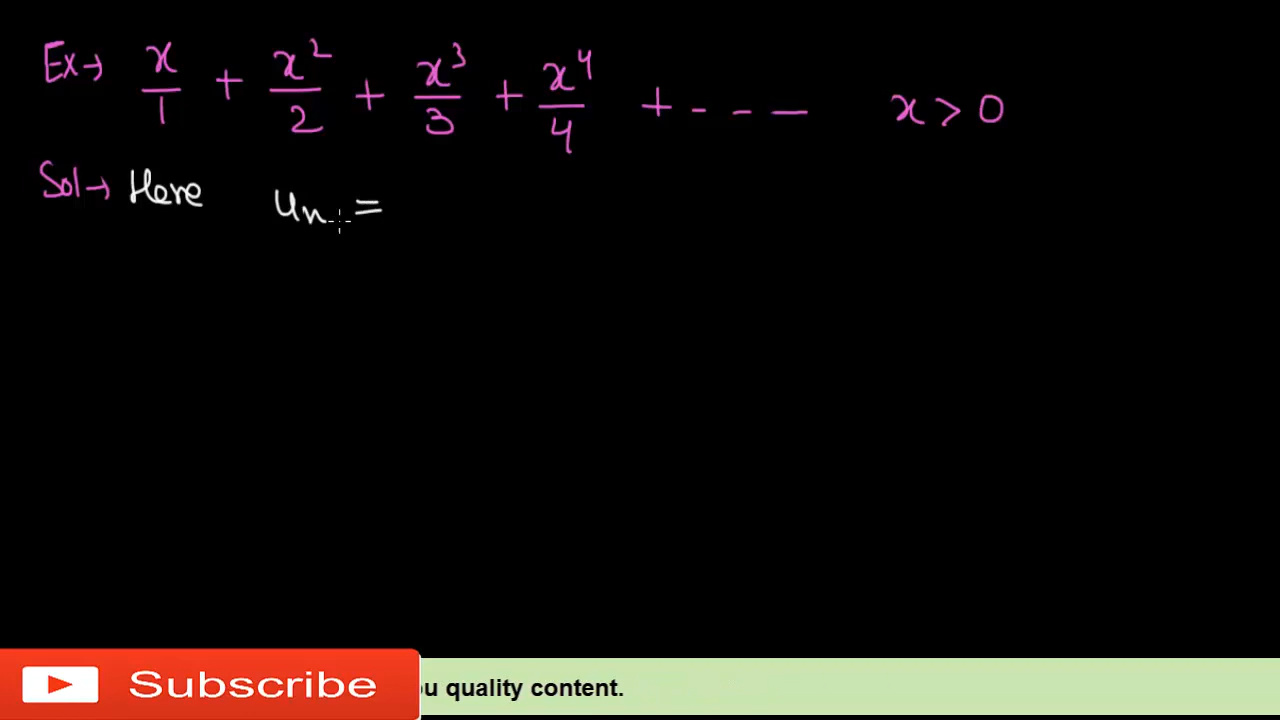 Ex→ x/1 + x²/2 + x³/3 + x⁴/4 + - - — x > 0
Sol→ Here un =
Subscribe
quality content.